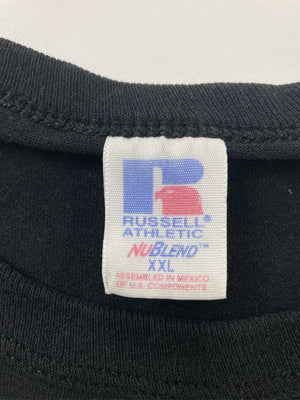 RUSSELL®
ATHLETIC
NUBLEND™
XXL
ASSEMBLED IN MEXICO
OF U.S. COMPONENTS